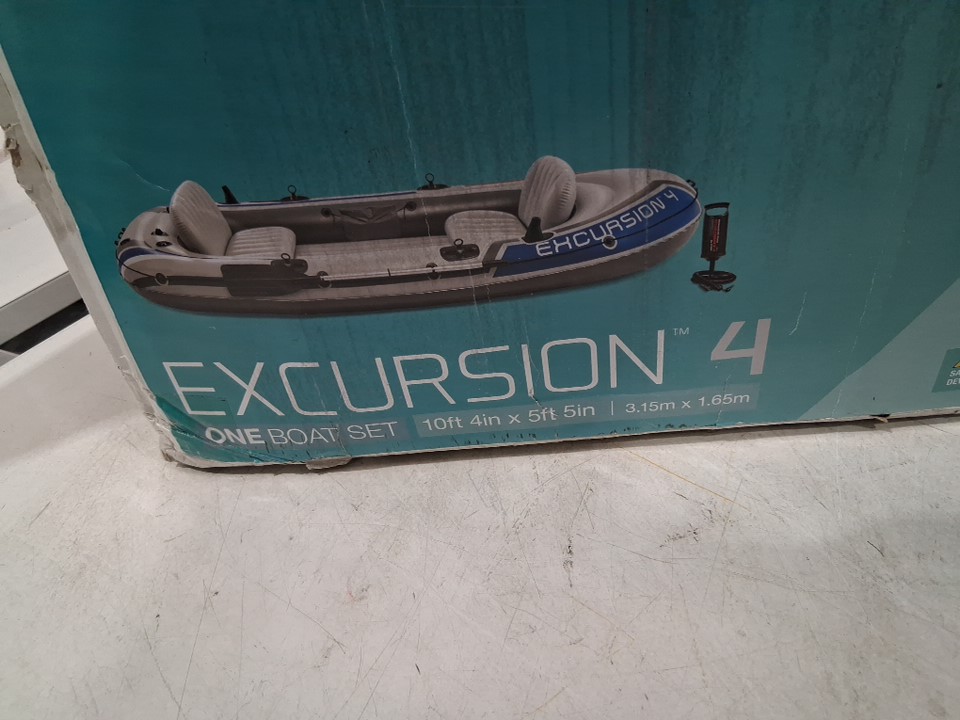 EXCURSION 4
EXCURSION™ 4
ONE BOAT SET 10ft 4in x 5ft 5in | 3.15m x 1.65m